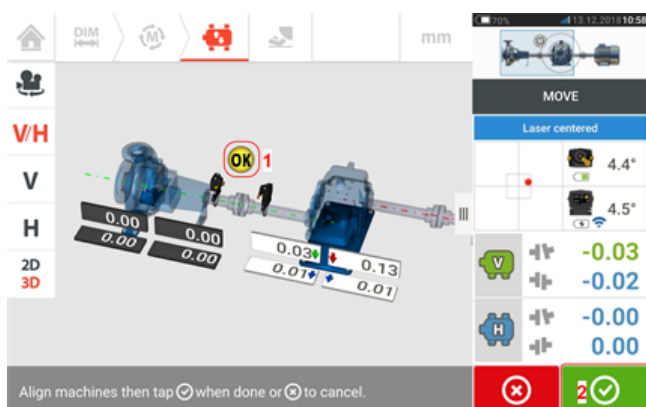 DIM
M
mm
70%
13.12.2018 10:58
MOVE
Laser centered
4.4°
4.5°
V/H
V
H
2D
3D
OK 1
0.00
0.00
0.00
0.00
0.03
0.13
0.01
0.01
V
-0.03
-0.02
H
-0.00
0.00
Align machines then tap when done or to cancel.
2